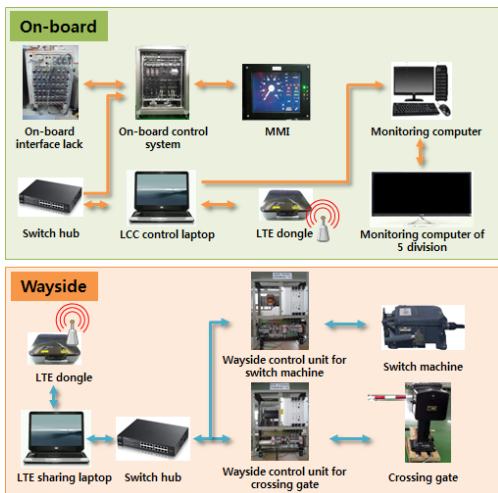 On-board
On-board
interface lack
On-board control
system
MMI
Monitoring computer
Switch hub
LCC control laptop
LTE dongle
Monitoring computer of
5 division
Wayside
LTE dongle
Wayside control unit for
switch machine
Switch machine
LTE sharing laptop
Switch hub
Wayside control unit for
crossing gate
Crossing gate